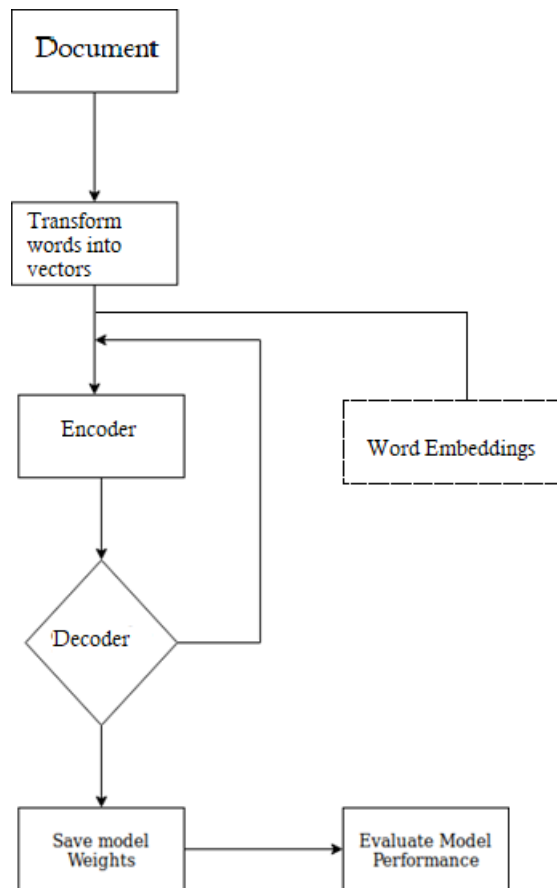 Document
Transform
words into
vectors
Encoder
Word Embeddings
Decoder
Save model
Weights
Evaluate Model
Performance